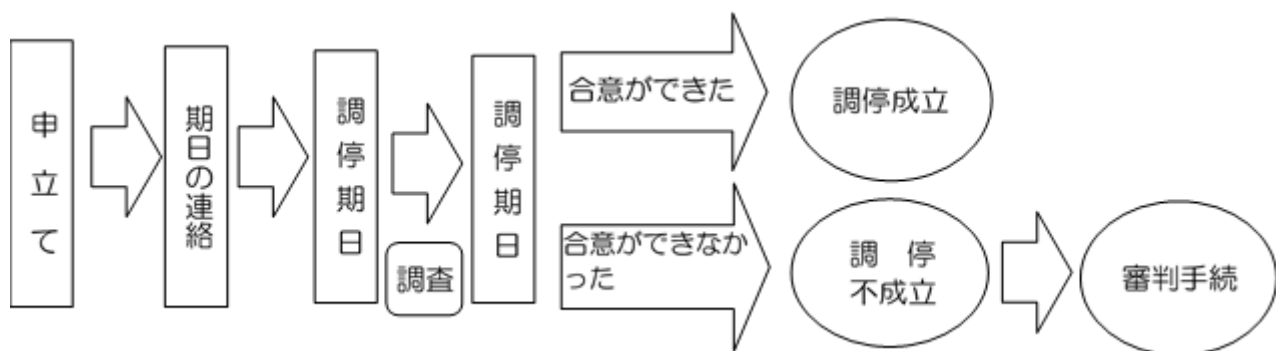 申立て
期日の連絡
調停期日
調査
調停期日
合意ができた
調停成立
合意ができなか
った
調　停
不成立
審判手続